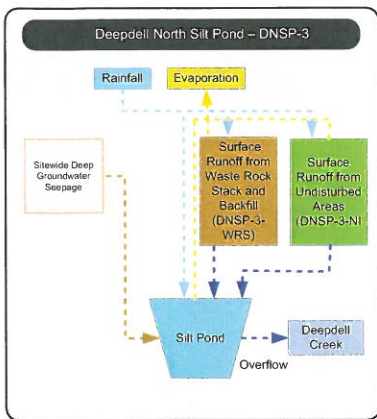 Deepdell North Silt Pond – DNSP-3
Rainfall
Evaporation
Sitewide Deep
Groundwater
Seepage
Surface
Runoff from
Waste Rock
Stack and
Backfill
(DNSP-3-
WRS)
Surface
Runoff from
Undisturbed
Areas
(DNSP-3-NI
Silt Pond
Deepdell
Creek
Overflow